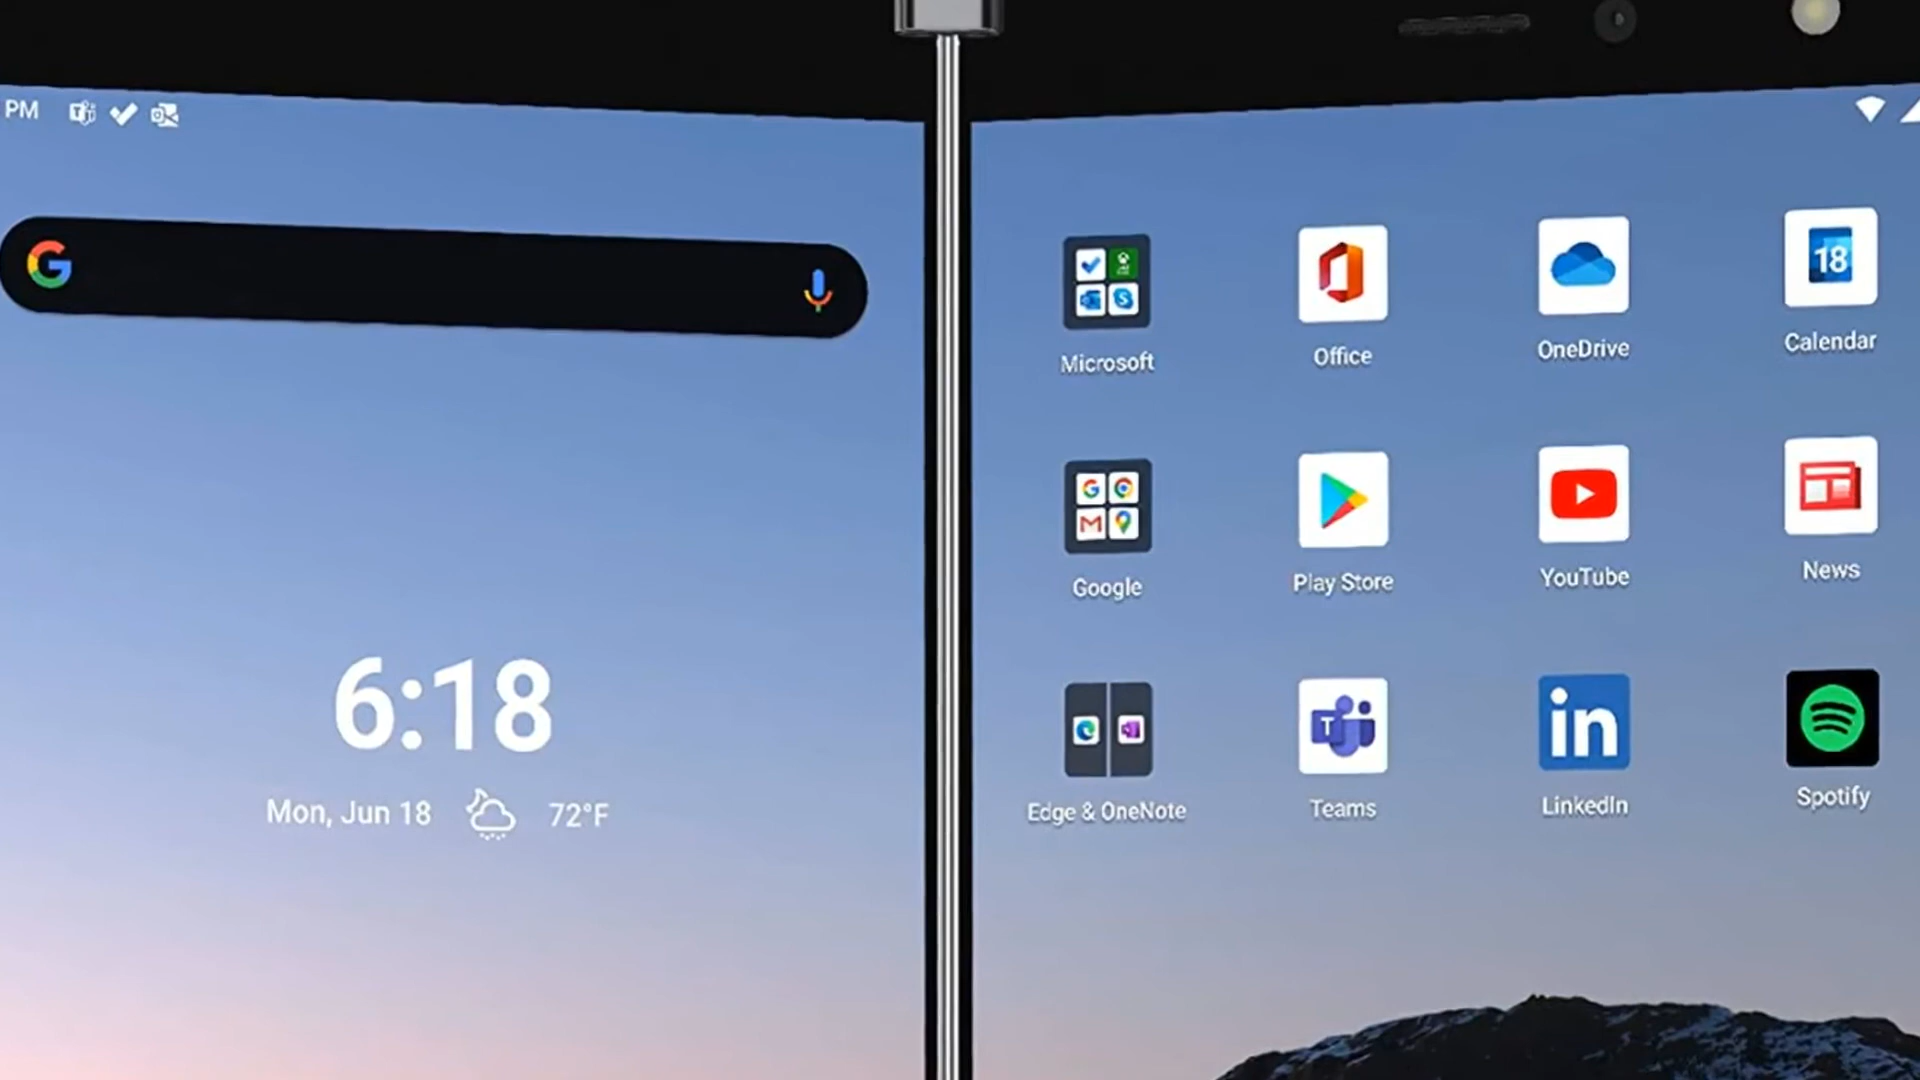 PM
6:18
Mon, Jun 18 72°F
18
Microsoft Office OneDrive Calendar
Google Play Store YouTube News
T
in
Edge & OneNote Teams LinkedIn Spotify